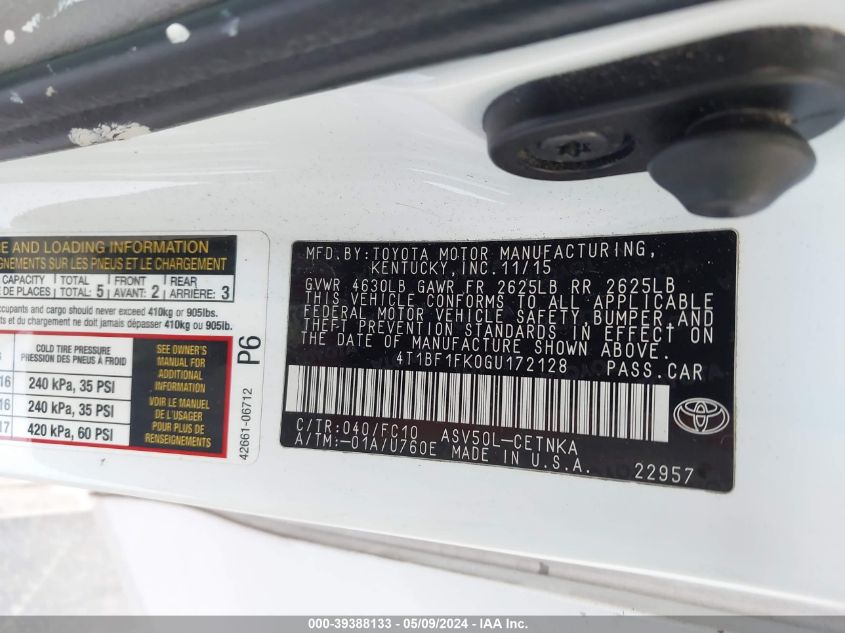 E AND LOADING INFORMATION
GNEMENTS SUR LES PNEUS ET LE CHARGEMENT
CAPACITY TOTAL FRONT REAR
DE PLACES TOTAL: 5 AVANT: 2 ARRIÈRE: 3
ccupants and cargo should never exceed 410kg or 905lbs.
s et du chargement ne doit jamais dépasser 410kg ou 905lb.
COLD TIRE PRESSURE
PRESSION DES PNEUS À FROID
16 240 kPa, 35 PSI
16 240 kPa, 35 PSI
17 420 kPa, 60 PSI
SEE OWNER'S
MANUAL FOR
ADDITIONAL
INFORMATION
VOIR LE MANUEL
DE L'USAGER
POUR PLUS DE
RENSEIGNEMENTS
P6
42661-06712
MFD.BY:TOYOTA MOTOR MANUFACTURING,
KENTUCKY, INC.11/15
GVWR 4630LB GAWR FR 2625LB RR 2625LB
THIS VEHICLE CONFORMS TO ALL APPLICABLE
FEDERAL MOTOR VEHICLE SAFETY, BUMPER, AND
THEFT PREVENTION STANDARDS IN EFFECT ON
THE DATE OF MANUFACTURE SHOWN ABOVE.
4T1BF1FK0GU172128 PASS.CAR
C/TR:040/FC10 ASV50L-CETNKA
A/TM:-01A/U760E MADE IN U.S.A.
22957
000-39388133 - 05/09/2024 - IAA Inc.